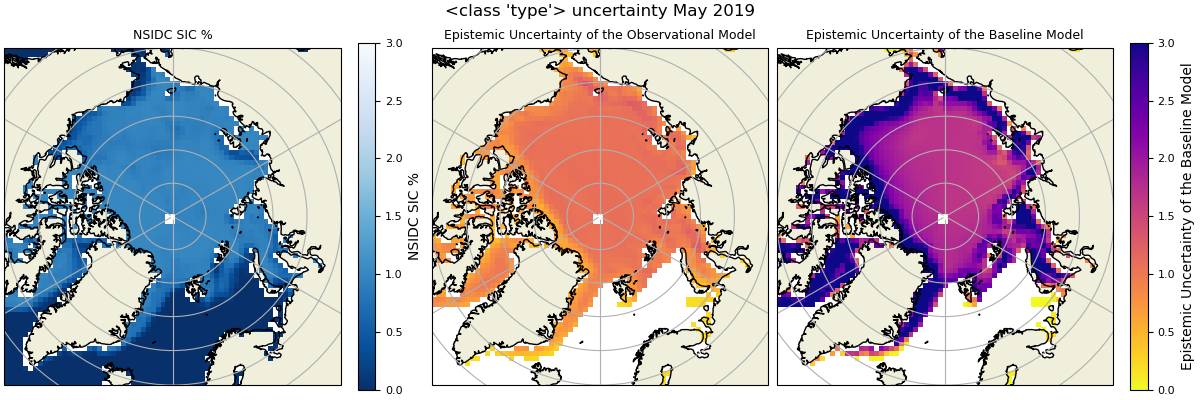 <class 'type'> uncertainty May 2019
NSIDC SIC %
Epistemic Uncertainty of the Observational Model
Epistemic Uncertainty of the Baseline Model
3.0
2.5
2.0
1.5
1.0
0.5
0.0
NSIDC SIC %
3.0
2.5
2.0
1.5
1.0
0.5
0.0
Epistemic Uncertainty of the Baseline Model